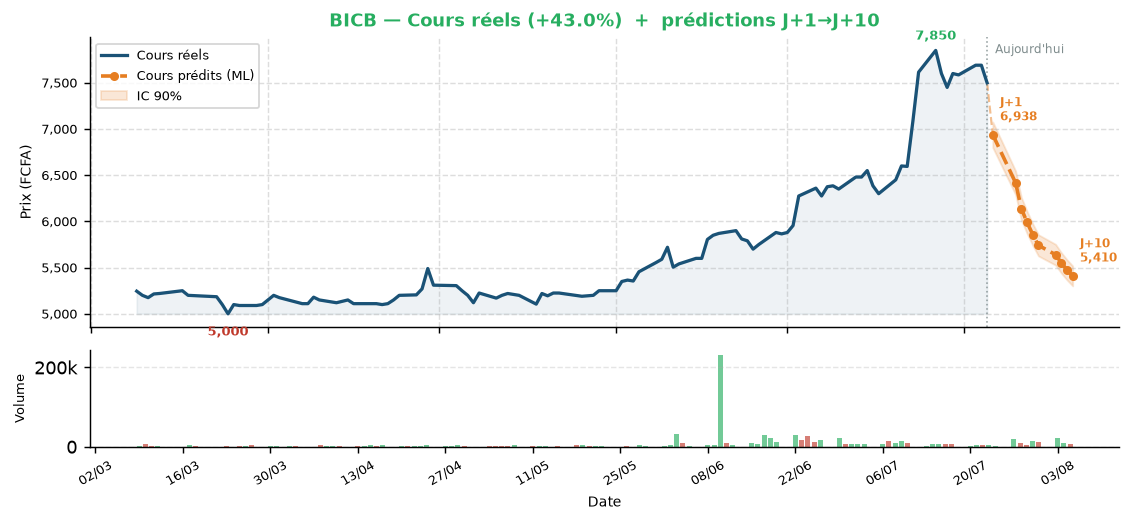 BICB — Cours réels (+43.0%)  +  prédictions J+1→J+10
Cours réels
Cours prédits (ML)
IC 90%
7,850
Aujourd'hui
J+1
6,938
J+10
5,410
5,000
Prix (FCFA)
7,500
7,000
6,500
6,000
5,500
5,000
Volume
200k
0
02/03 16/03 30/03 13/04 27/04 11/05 25/05 08/06 22/06 06/07 20/07 03/08
Date